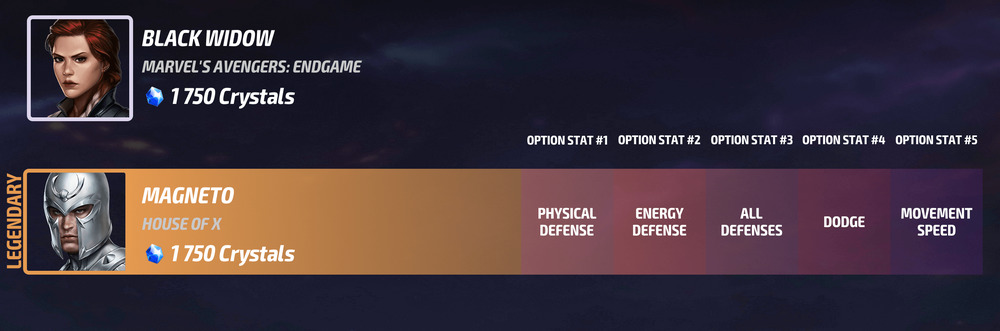 BLACK WIDOW
MARVEL'S AVENGERS: ENDGAME
1 750 Crystals
OPTION STAT #1 OPTION STAT #2 OPTION STAT #3 OPTION STAT #4 OPTION STAT #5
LEGENDARY
MAGNETO
HOUSE OF X
1 750 Crystals
PHYSICAL
DEFENSE
ENERGY
DEFENSE
ALL
DEFENSES
DODGE
MOVEMENT
SPEED